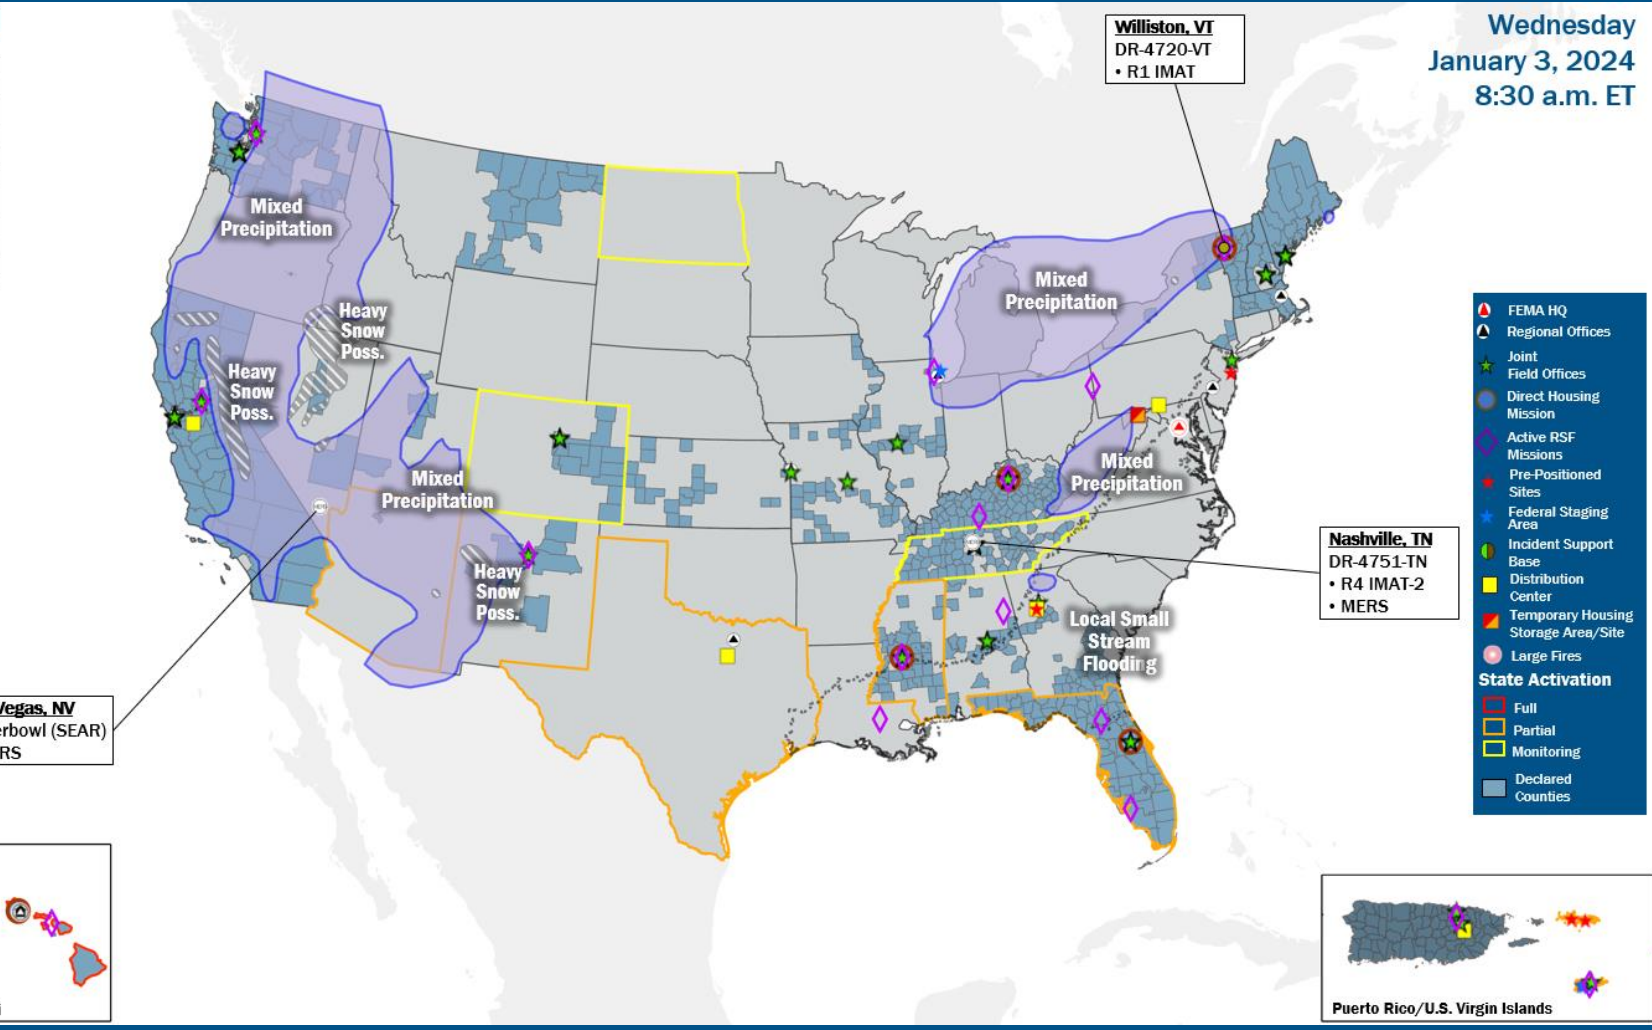 Wednesday
January 3, 2024
8:30 a.m. ET
Williston, VT
DR-4720-VT
• R1 IMAT
Mixed
Precipitation
Heavy
Snow
Poss.
Heavy
Snow
Poss.
Mixed
Precipitation
Mixed
Precipitation
Mixed
Precipitation
Heavy
Snow
Poss.
Local Small
Stream
Flooding
Nashville, TN
DR-4751-TN
• R4 IMAT-2
• MERS
Vegas, NV
erbowl (SEAR)
RS
FEMA HQ
Regional Offices
Joint
Field Offices
Direct Housing
Mission
Active RSF
Missions
Pre-Positioned
Sites
Federal Staging
Area
Incident Support
Base
Distribution
Center
Temporary Housing
Storage Area/Site
Large Fires
State Activation
Full
Partial
Monitoring
Declared
Counties
Puerto Rico/U.S. Virgin Islands